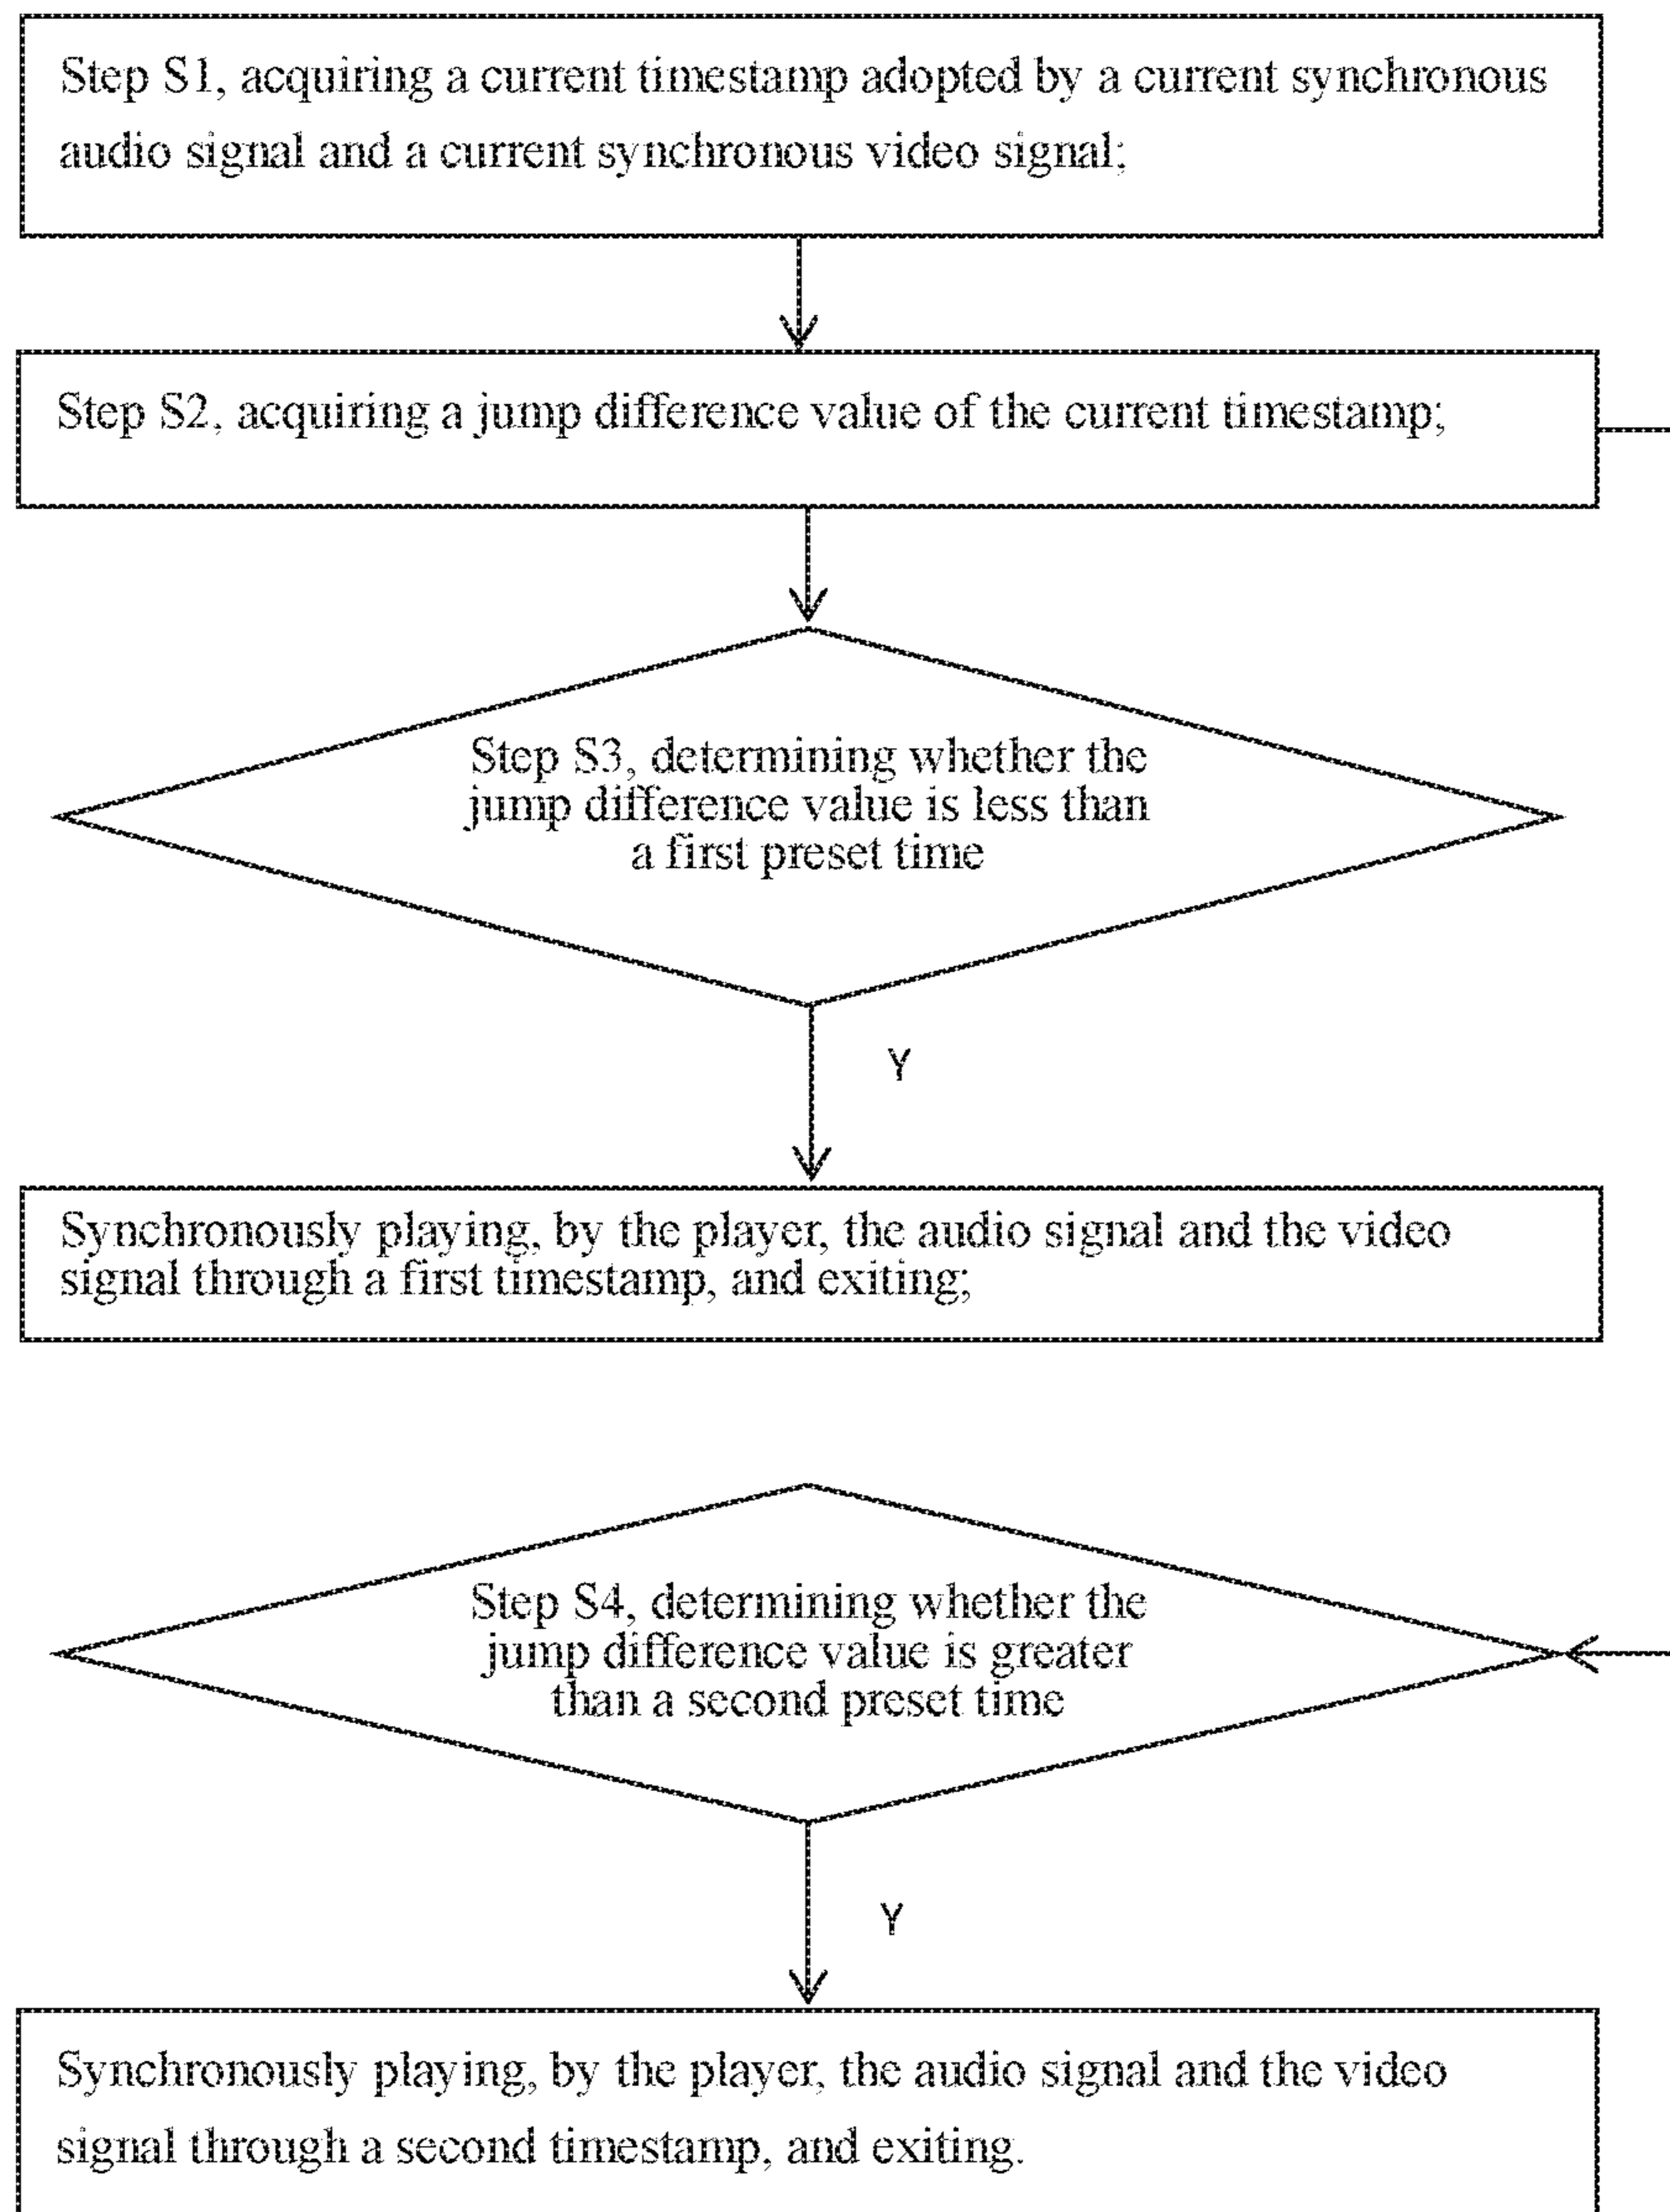 Step S1, acquiring a current timestamp adopted by a current synchronous
audio signal and a current synchronous video signal;
Step S2, acquiring a jump difference value of the current timestamp;
Step S3, determining whether the
jump difference value is less than
a first preset time
Y
Synchronously playing, by the player, the audio signal and the video
signal through a first timestamp, and exiting;
Step S4, determining whether the
jump difference value is greater
than a second preset time
Y
Synchronously playing, by the player, the audio signal and the video
signal through a second timestamp, and exiting.